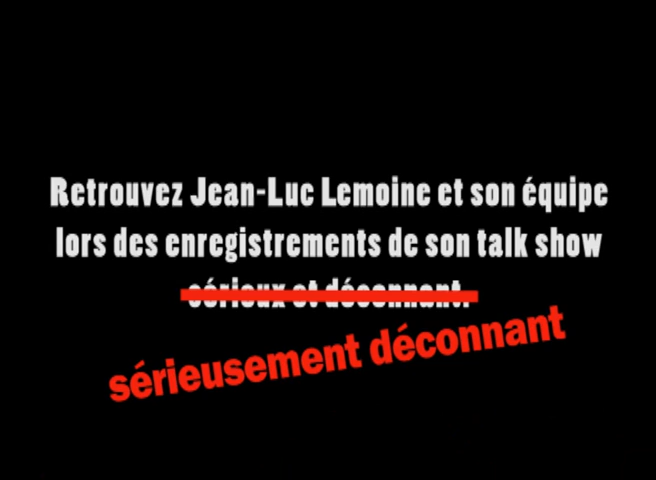 Retrouvez Jean-Luc Lemoine et son équipe
lors des enregistrements de son talk show
sérieux et déconnant.
sérieusement déconnant